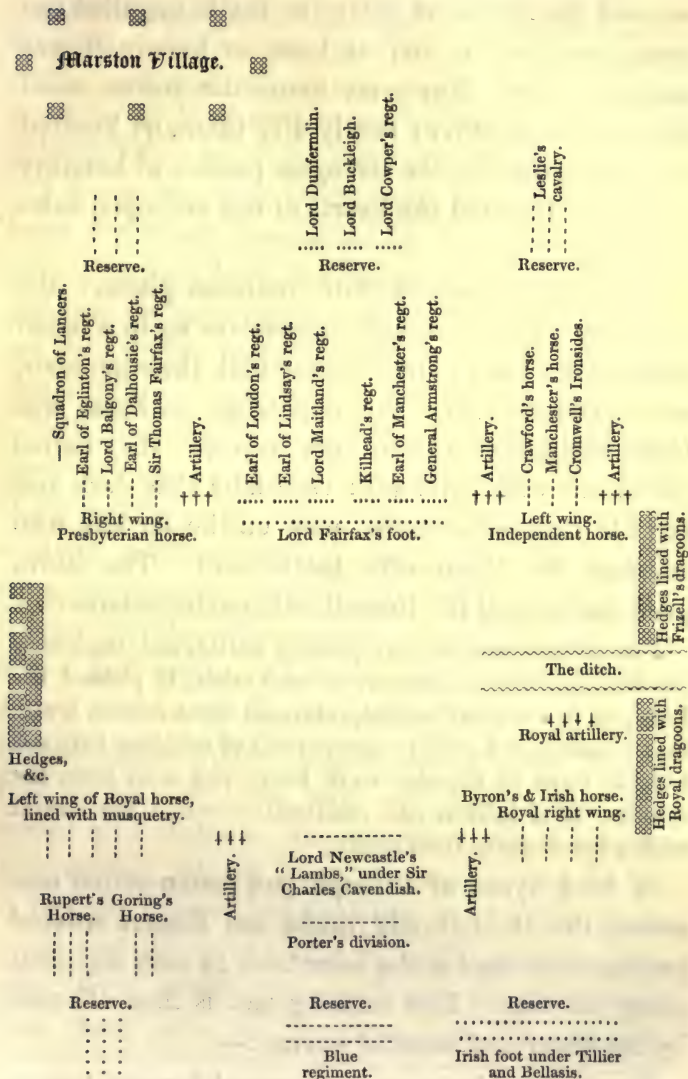 Marston Village.
Lord Dunfermlin.
Lord Buckleigh.
Lord Cowper's regt.
Leslie's
cavalry.
Reserve.
Reserve.
Reserve.
Squadron of Lancers.
Earl of Eglinton's regt.
Lord Balgony's regt.
Earl of Dalhousie's regt.
Sir Thomas Fairfax's regt.
Artillery.
Earl of Loudon's regt.
Earl of Lindsay's regt.
Lord Maitland's regt.
Kilhead's regt.
Earl of Manchester's regt.
General Armstrong's regt.
Artillery.
Crawford's horse.
Manchester's horse.
Cromwell's Ironsides.
Artillery.
Right wing.
Presbyterian horse.
Lord Fairfax's foot.
Left wing.
Independent horse.
Hedges lined with
Frizell's dragoons.
The ditch.
Royal artillery.
Hedges lined with
Royal dragoons.
Hedges,
&c.
Left wing of Royal horse,
lined with musquetry.
Byron's & Irish horse.
Royal right wing.
Artillery.
Lord Newcastle's
"Lambs," under Sir
Charles Cavendish.
Artillery.
Rupert's
Horse.
Goring's
Horse.
Porter's division.
Reserve.
Reserve.
Reserve.
Blue
regiment.
Irish foot under Tillier
and Bellasis.